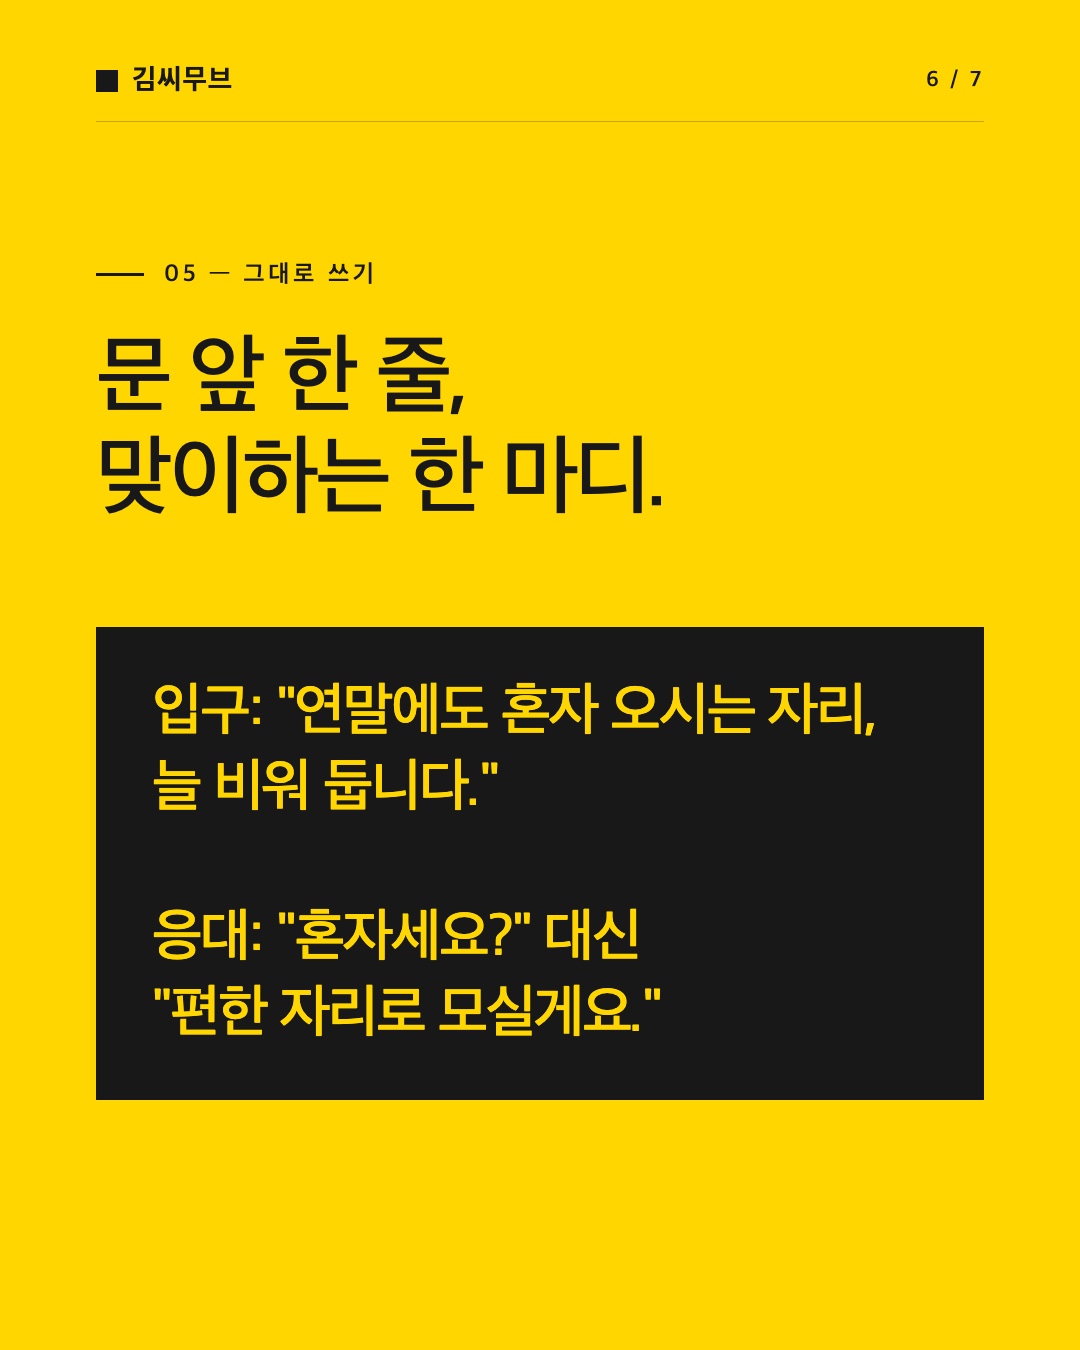 김씨무브
6 / 7
05 — 그대로 쓰기
문 앞 한 줄,
맞이하는 한 마디.
입구: "연말에도 혼자 오시는 자리,
늘 비워 둡니다."
응대: "혼자세요?" 대신
"편한 자리로 모실게요."